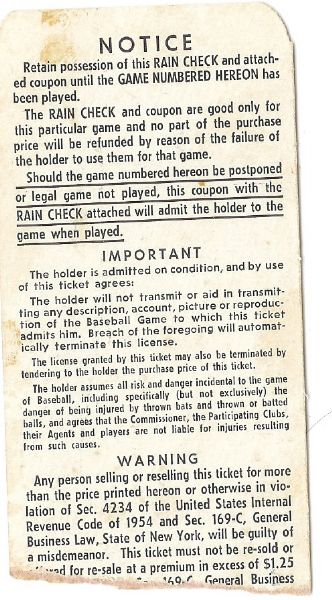 NOTICE
Retain possession of this RAIN CHECK and attach-
ed coupon until the GAME NUMBERED HEREON has
been played.
The RAIN CHECK and coupon are good only for
this particular game and no part of the purchase
price will be refunded by reason of the failure of
the holder to use them for that game.
Should the game numbered hereon be postponed
or legal game not played, this coupon with the
RAIN CHECK attached will admit the holder to the
game when played.
IMPORTANT
The holder is admitted on condition, and by use
of this ticket agrees:
The holder will not transmit or aid in transmit-
ting any description, account, picture or reproduc-
tion of the Baseball Game to which this ticket
admits him. Breach of the foregoing will automat-
ically terminate this license.
The license granted by this ticket may also be terminated by
tendering to the holder the purchase price of this ticket.
The holder assumes all risk and danger incidental to the game
of Baseball, including specifically (but not exclusively) the
danger of being injured by thrown bats and thrown or batted
balls, and agrees that the Commissioner, the Participating Clubs,
their Agents and players are not liable for injuries resulting
from such causes.
WARNING
Any person selling or reselling this ticket for more
than the price printed hereon or otherwise in vio-
lation of Sec. 4234 of the United States Internal
Revenue Code of 1954 and Sec. 169-C, General
Business Law, State of New York, will be guilty of
a misdemeanor. This ticket must not be re-sold or
for re-sale at a premium in excess of $1.25
Sec. 169-C, General Business